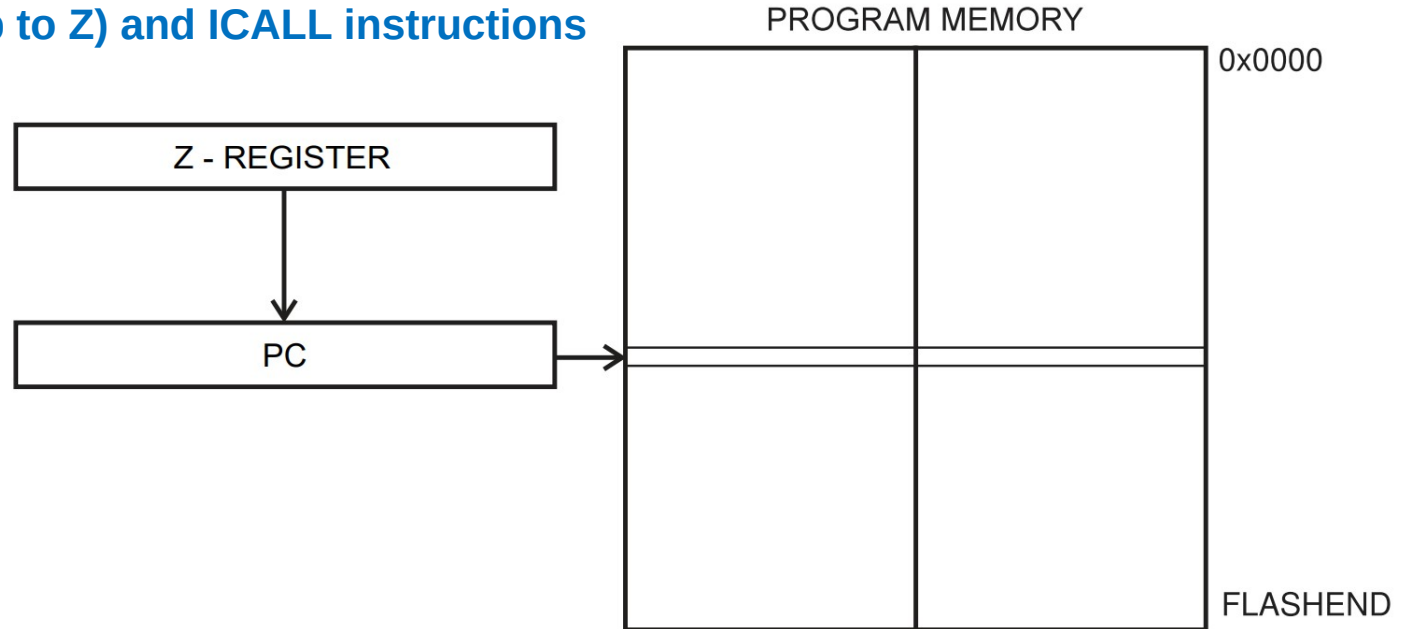 to Z) and ICALL instructions
PROGRAM MEMORY
0x0000
Z - REGISTER
PC
FLASHEND